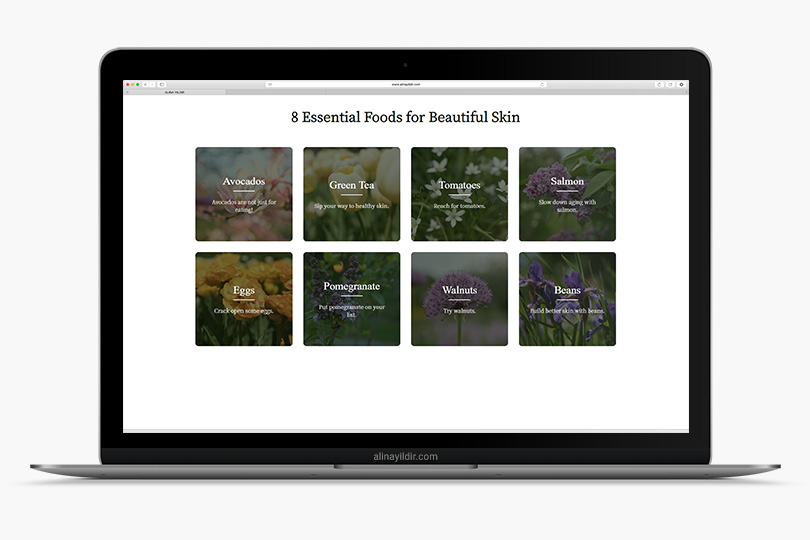 www.alinayildir.com
8 Essential Foods for Beautiful Skin
Avocados
Avocados are not just for
eating!
Green Tea
Sip your way to healthy skin.
Tomatoes
Reach for tomatoes.
Salmon
Slow down aging with
salmon.
Eggs
Crack open some eggs.
Pomegranate
Put pomegranate on your
list.
Walnuts
Try walnuts.
Beans
Build better skin with beans.
alinayildir.com